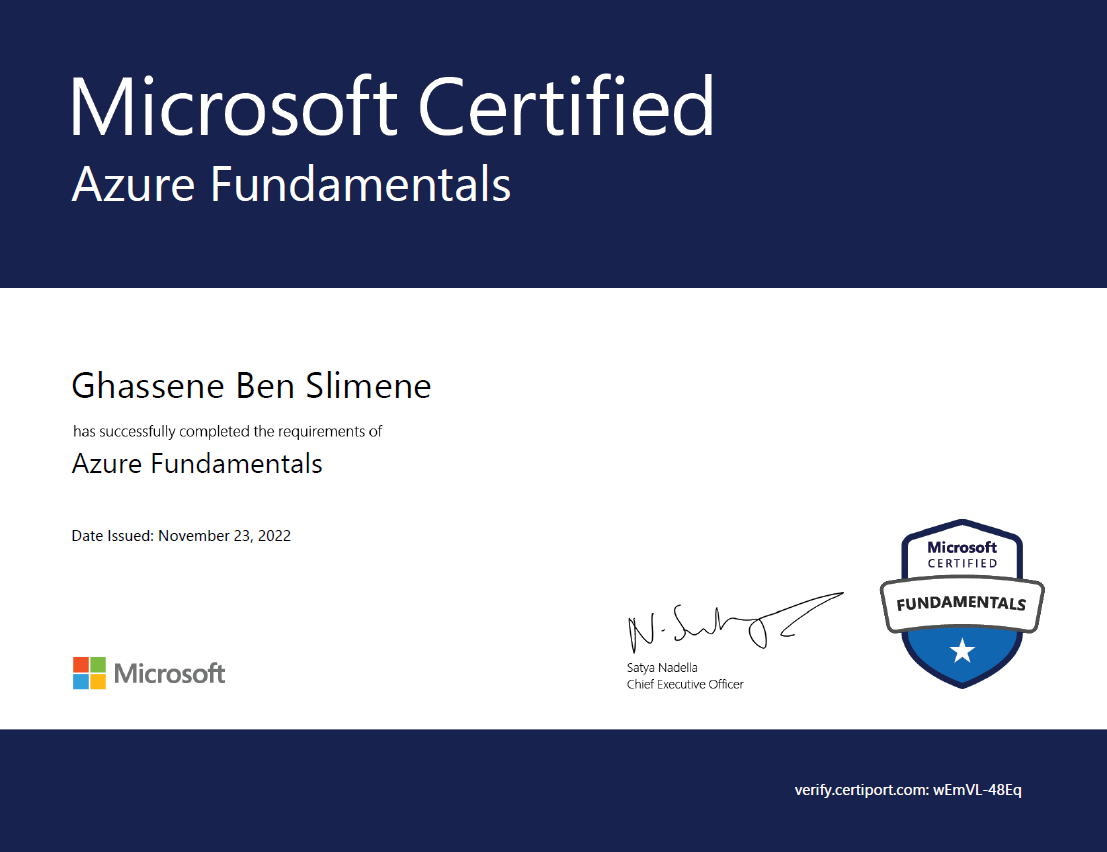 Microsoft Certified
Azure Fundamentals
Ghassene Ben Slimene
has successfully completed the requirements of
Azure Fundamentals
Date Issued: November 23, 2022
Microsoft
CERTIFIED
FUNDAMENTALS
Satya Nadella
Chief Executive Officer
Microsoft
verify.certiport.com: wEmVL-48Eq